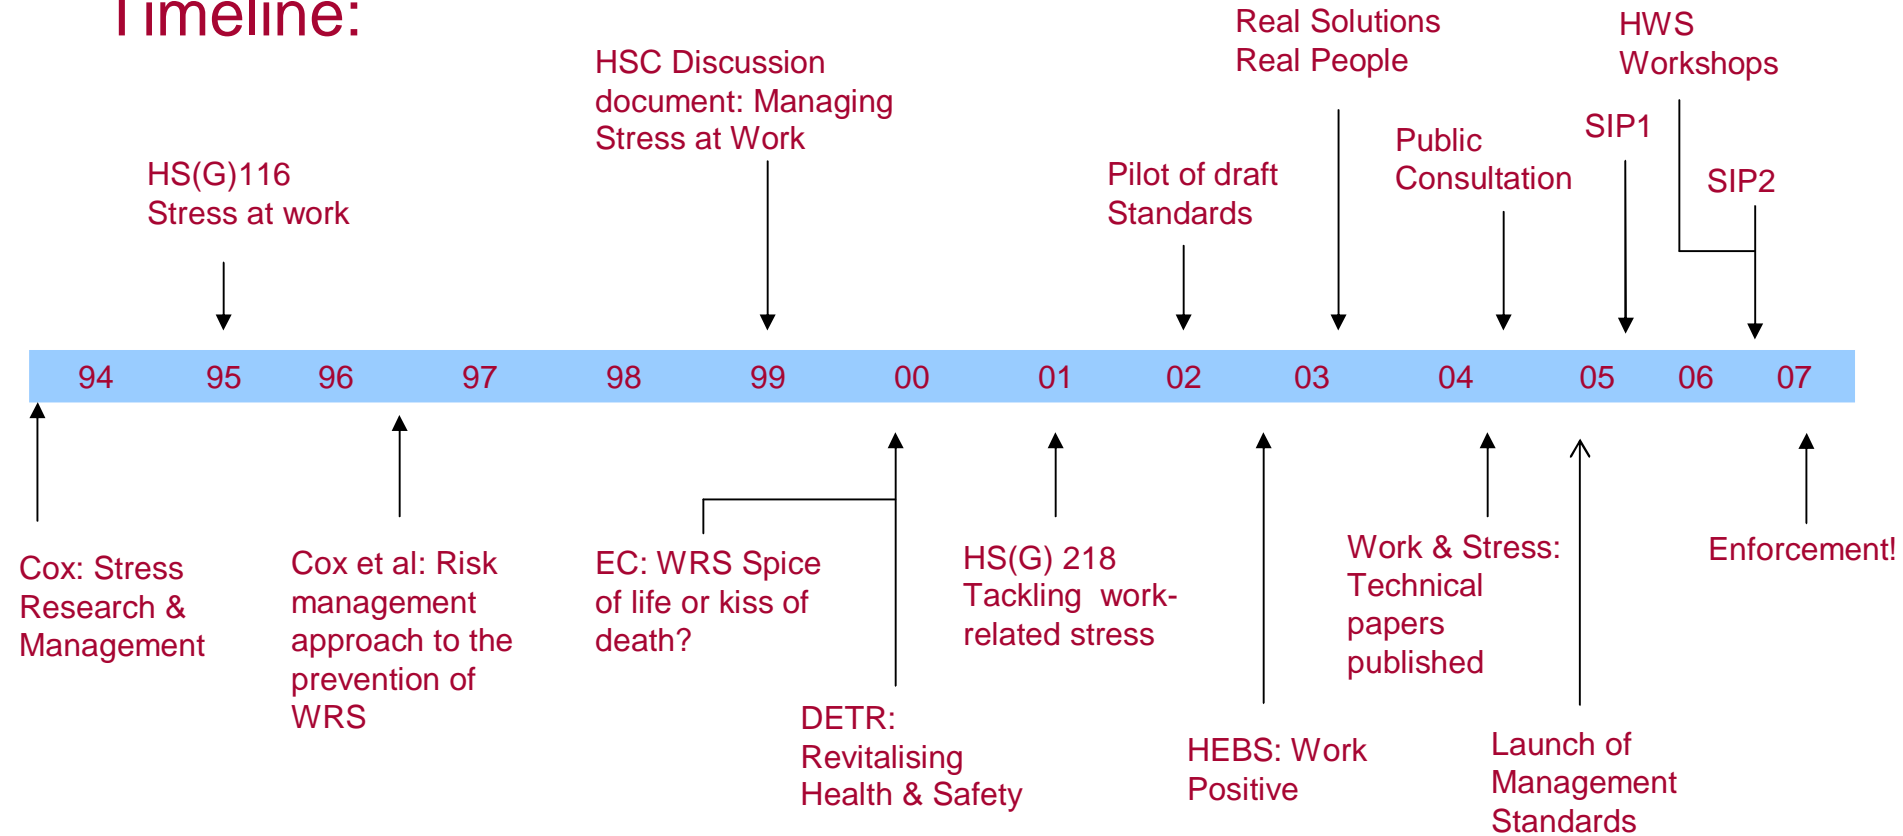 Timeline:
Real Solutions
Real People
HWS
Workshops
HSC Discussion
document: Managing
Stress at Work
SIP1
Public
Consultation
HS(G)116
Stress at work
Pilot of draft
Standards
SIP2
94 95 96 97 98 99 00 01 02 03 04 05 06 07
Cox: Stress
Research &
Management
Cox et al: Risk
management
approach to the
prevention of
WRS
EC: WRS Spice
of life or kiss of
death?
DETR:
Revitalising
Health & Safety
HS(G) 218
Tackling work-
related stress
HEBS: Work
Positive
Work & Stress:
Technical
papers
published
Launch of
Management
Standards
Enforcement!